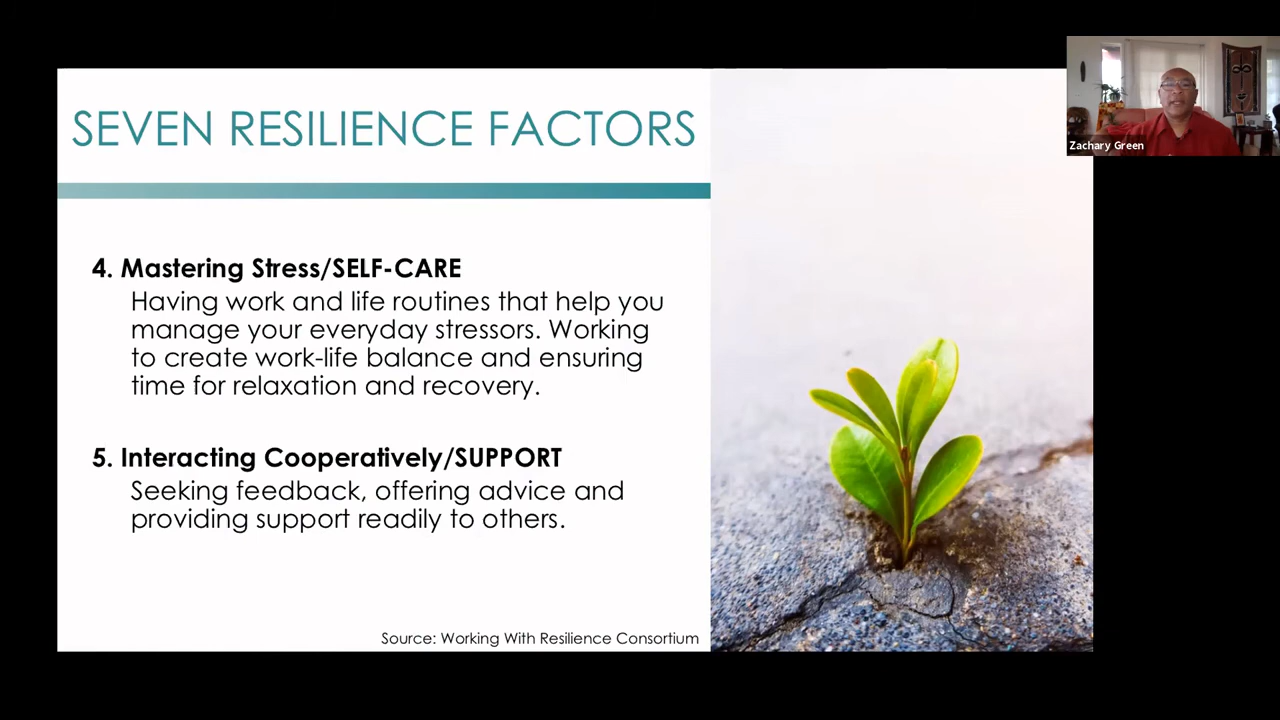 SEVEN RESILIENCE FACTORS
Zachary Green
4. Mastering Stress/SELF-CARE
Having work and life routines that help you
manage your everyday stressors. Working
to create work-life balance and ensuring
time for relaxation and recovery.
5. Interacting Cooperatively/SUPPORT
Seeking feedback, offering advice and
providing support readily to others.
Source: Working With Resilience Consortium